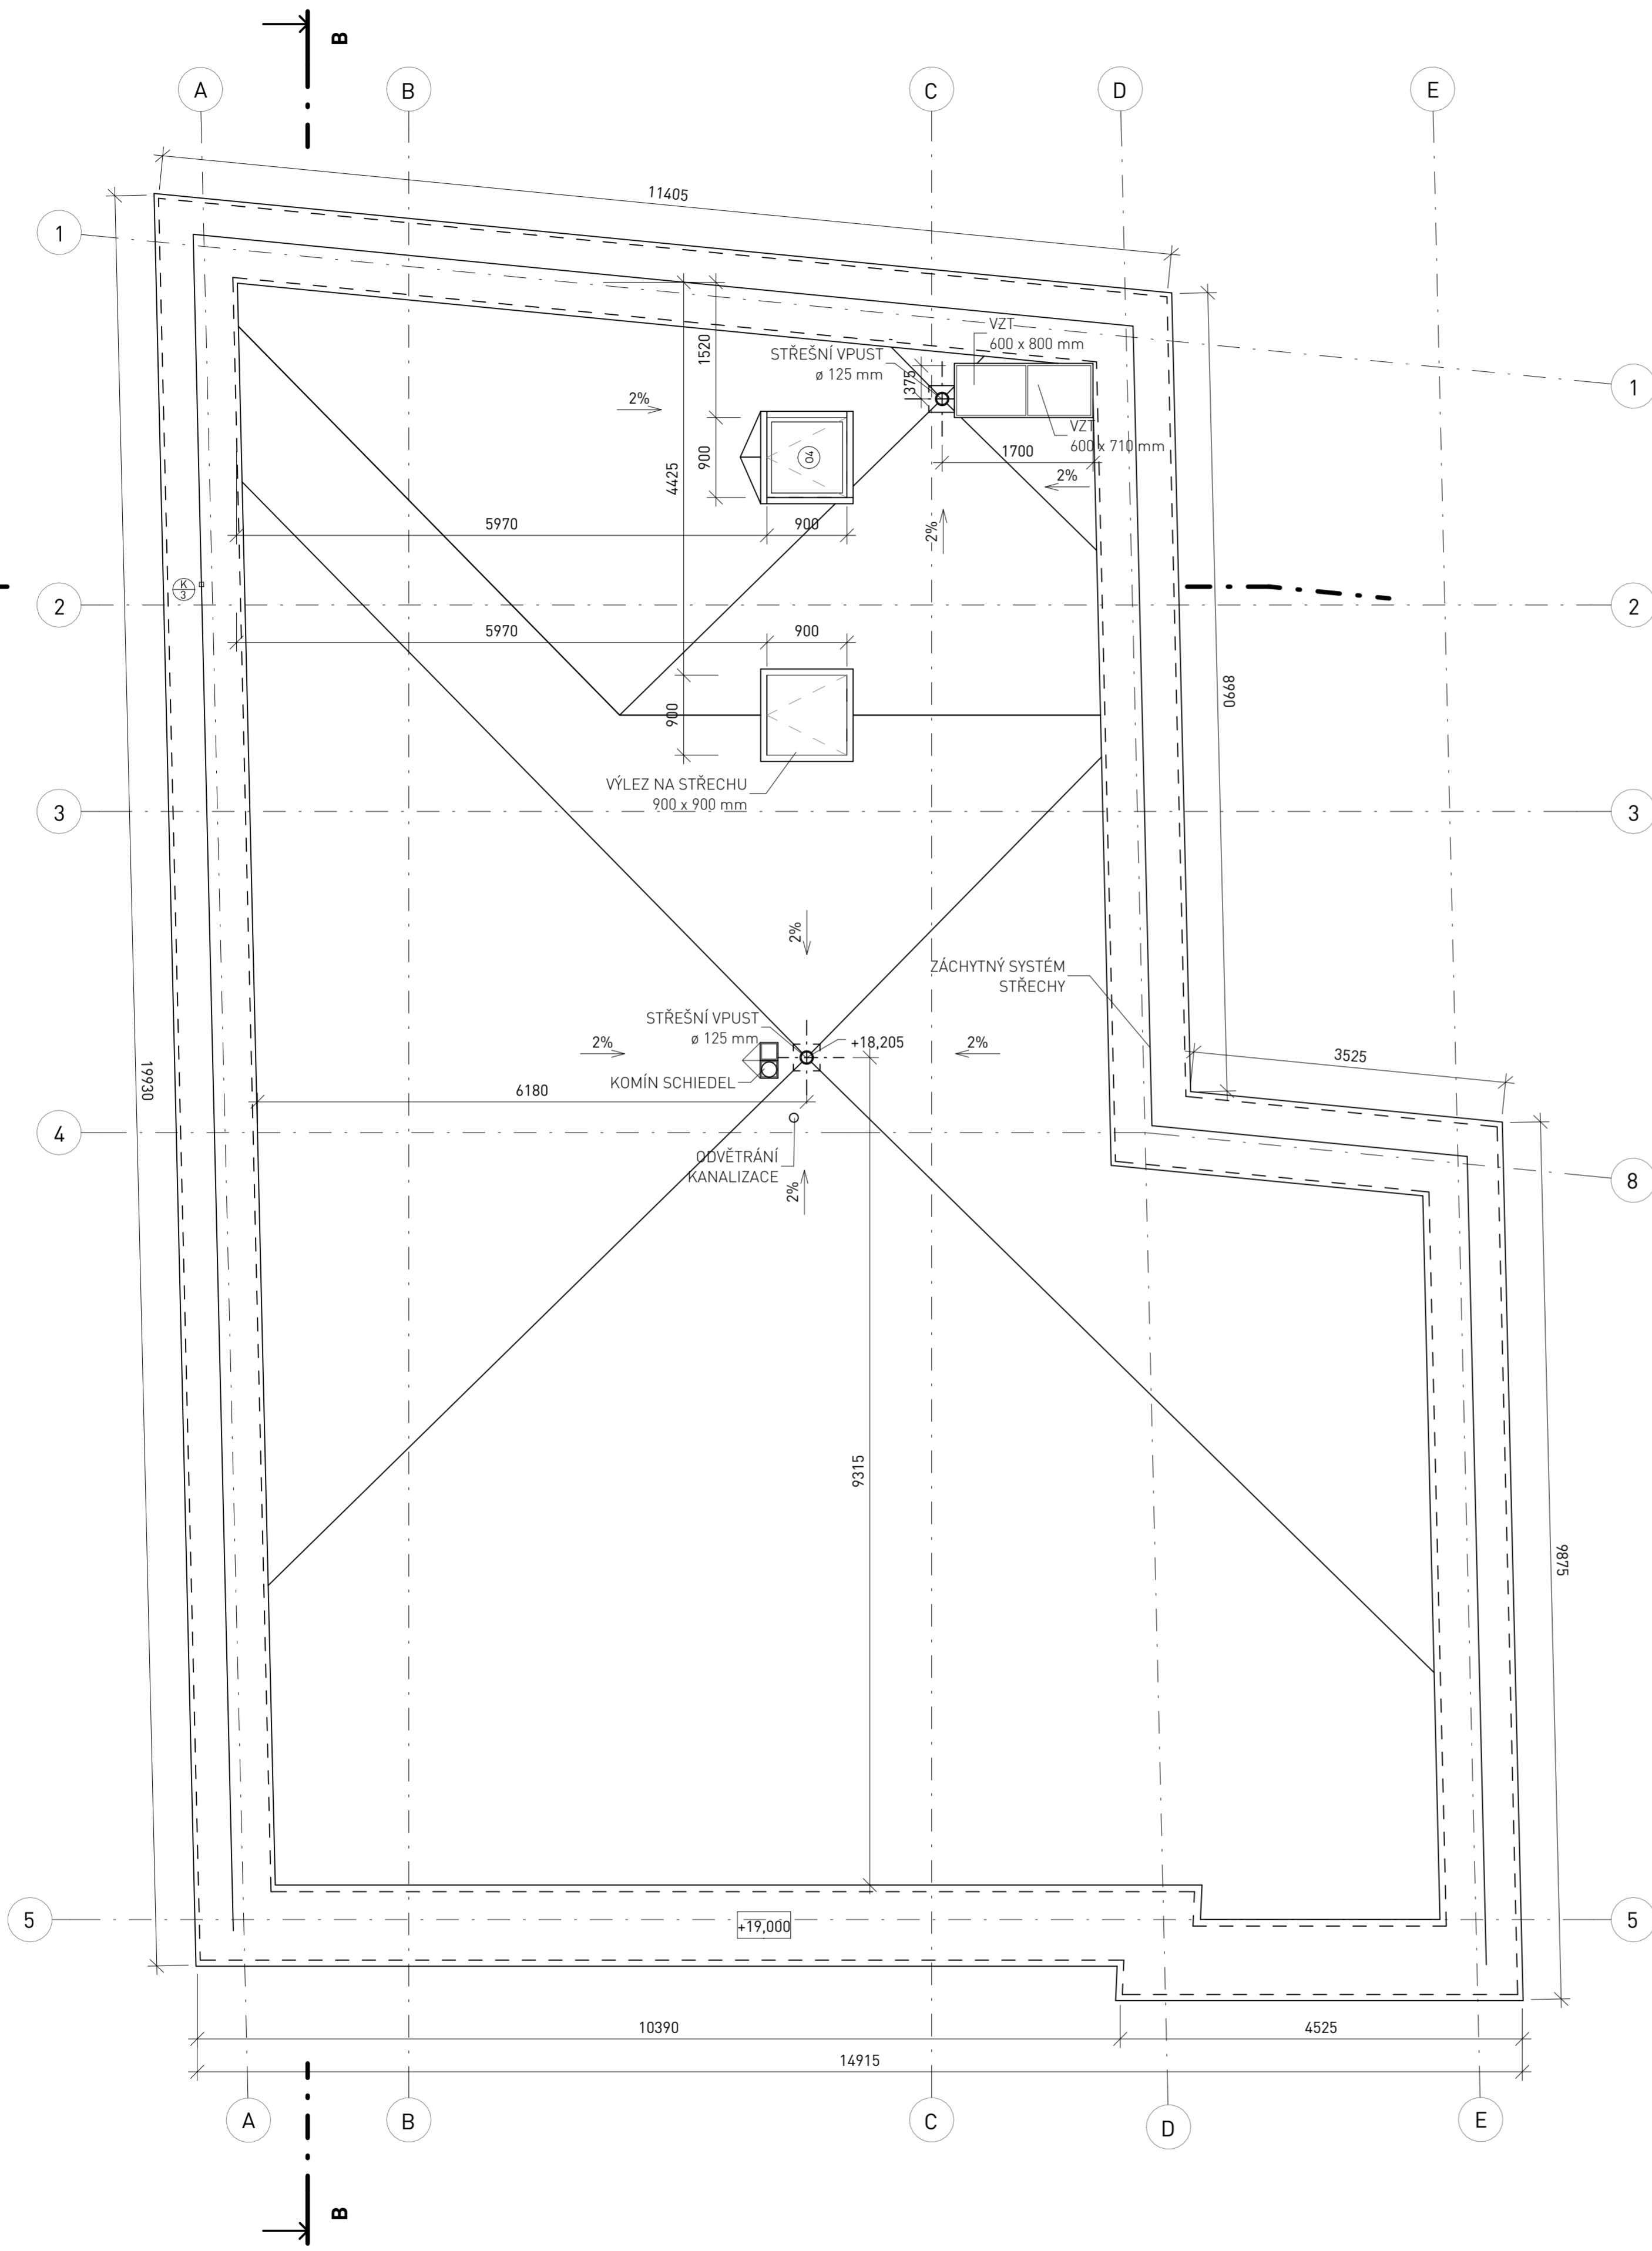 B
A
B
C
D
E
11405
1
VZT
600 x 800 mm
STŘEŠNÍ VPUST
ø 125 mm
1520
375
1
2%
VZT
600 x 710 mm
04
900
4425
1700
2%
2%
5970
900
K
3
2
2
5970
900
8990
900
VÝLEZ NA STŘECHU
900 x 900 mm
3
3
2%
ZÁCHYTNÝ SYSTÉM
STŘECHY
STŘEŠNÍ VPUST
ø 125 mm
2%
+18,205
2%
3525
KOMÍN SCHIEDEL
19930
6180
4
ODVĚTRÁNÍ
KANALIZACE
2%
8
9315
9875
5
+19,000
5
10390
4525
14915
A
B
C
D
E
B